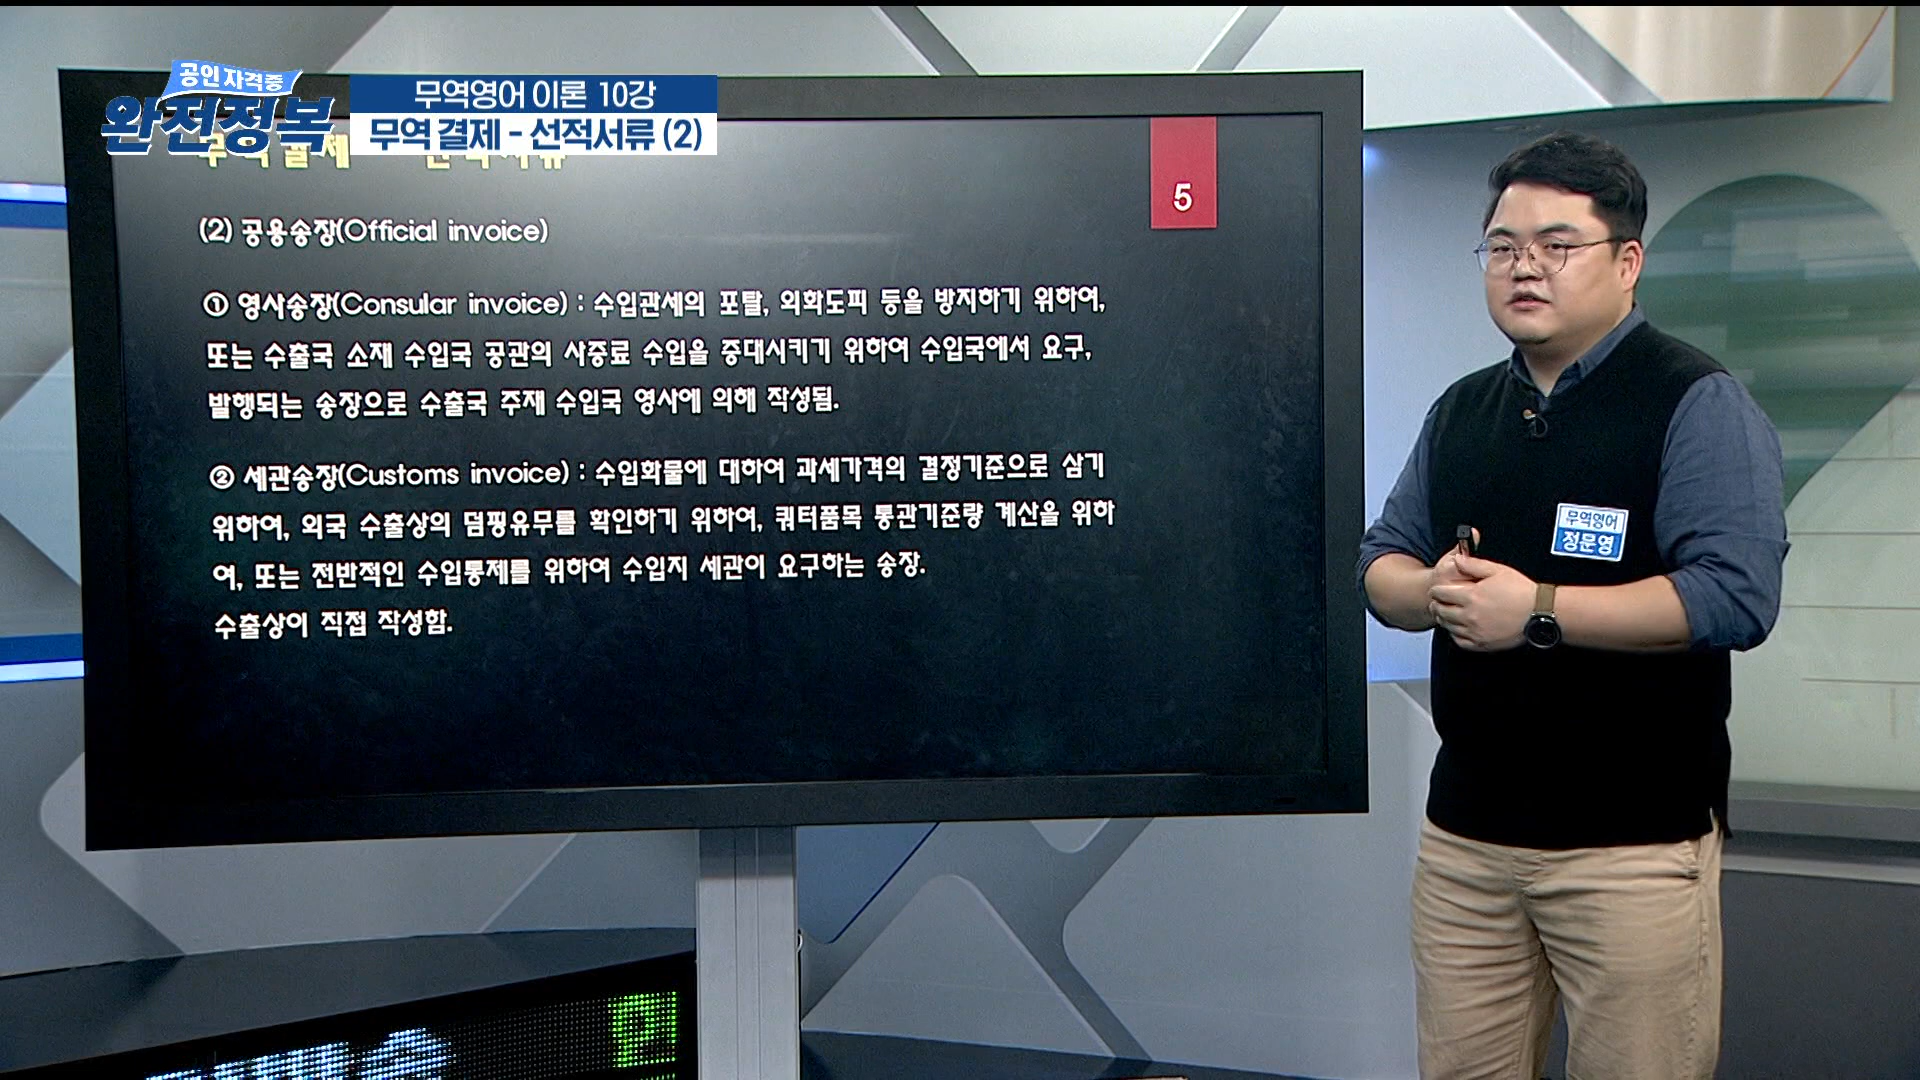 공인 자격증
완전정복
무역영어 이론 10강
무역 결제 - 선적서류 (2)
5
(2) 공용송장(Official invoice)
① 영사송장(Consular invoice) : 수입관세의 포탈, 외화도피 등을 방지하기 위하여,
또는 수출국 소재 수입국 공관의 사증료 수입을 증대시키기 위하여 수입국에서 요구,
발행되는 송장으로 수출국 주재 수입국 영사에 의해 작성됨.
② 세관송장(Customs invoice) : 수입화물에 대하여 과세가격의 결정기준으로 삼기
위하여, 외국 수출상의 덤핑유무를 확인하기 위하여, 쿼터품목 통관기준량 계산을 위하
여, 또는 전반적인 수입통제를 위하여 수입지 세관이 요구하는 송장.
수출상이 직접 작성함.
무역영어
정문영